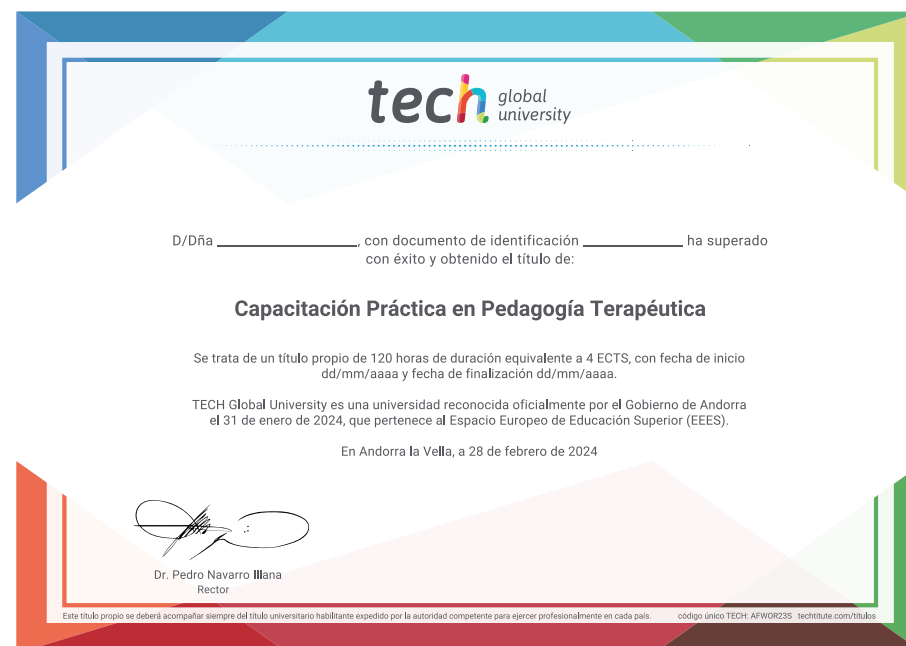 tech global university
D/Dña ____________, con documento de identificación ____________ ha superado
con éxito y obtenido el título de:
Capacitación Práctica en Pedagogía Terapéutica
Se trata de un título propio de 120 horas de duración equivalente a 4 ECTS, con fecha de inicio
dd/mm/aaaa y fecha de finalización dd/mm/aaaa.
TECH Global University es una universidad reconocida oficialmente por el Gobierno de Andorra
el 31 de enero de 2024, que pertenece al Espacio Europeo de Educación Superior (EEES).
En Andorra la Vella, a 28 de febrero de 2024
Dr. Pedro Navarro Illana
Rector
Este título propio se deberá acompañar siempre del título universitario habilitante expedido por la autoridad competente para ejercer profesionalmente en cada país. código único TECH: AFWOR23S techtitute.com/titulos